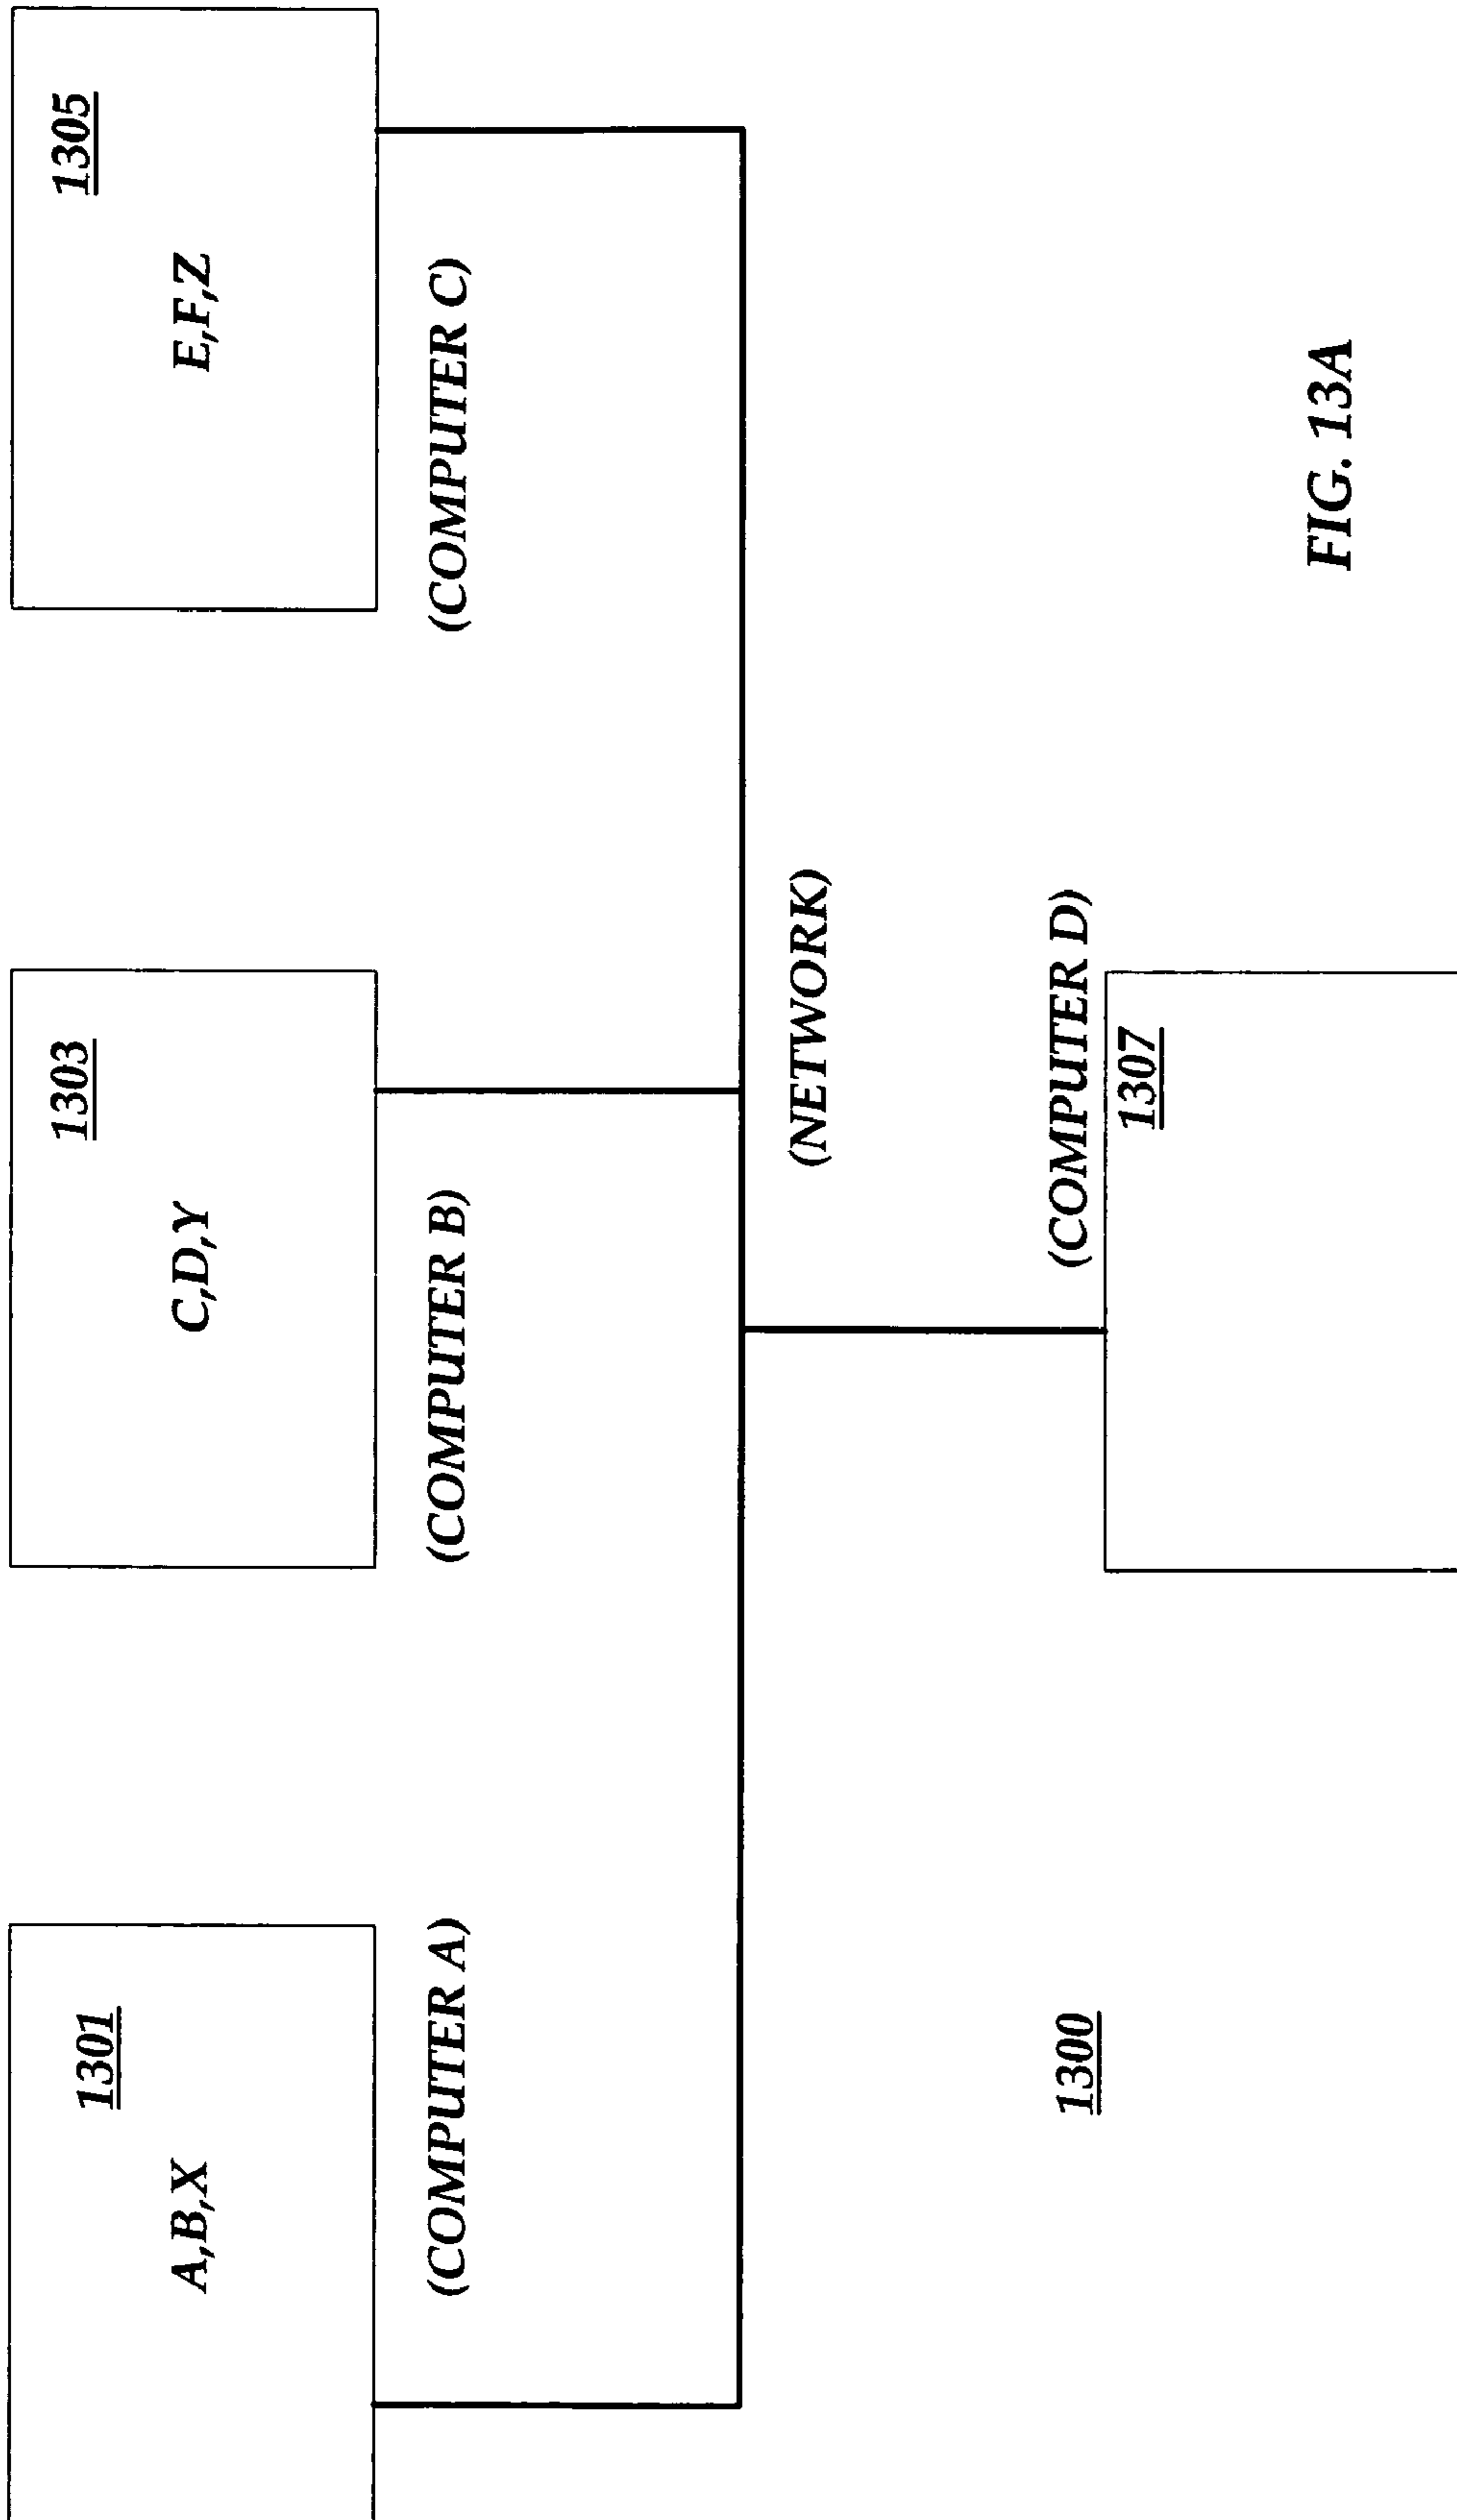 1301
A,B,X
(COMPUTER A)
1303
C,D,Y
(COMPUTER B)
1305
E,F,Z
(COMPUTER C)
(NETWORK)
(COMPUTER D)
1307
1300
FIG. 13A